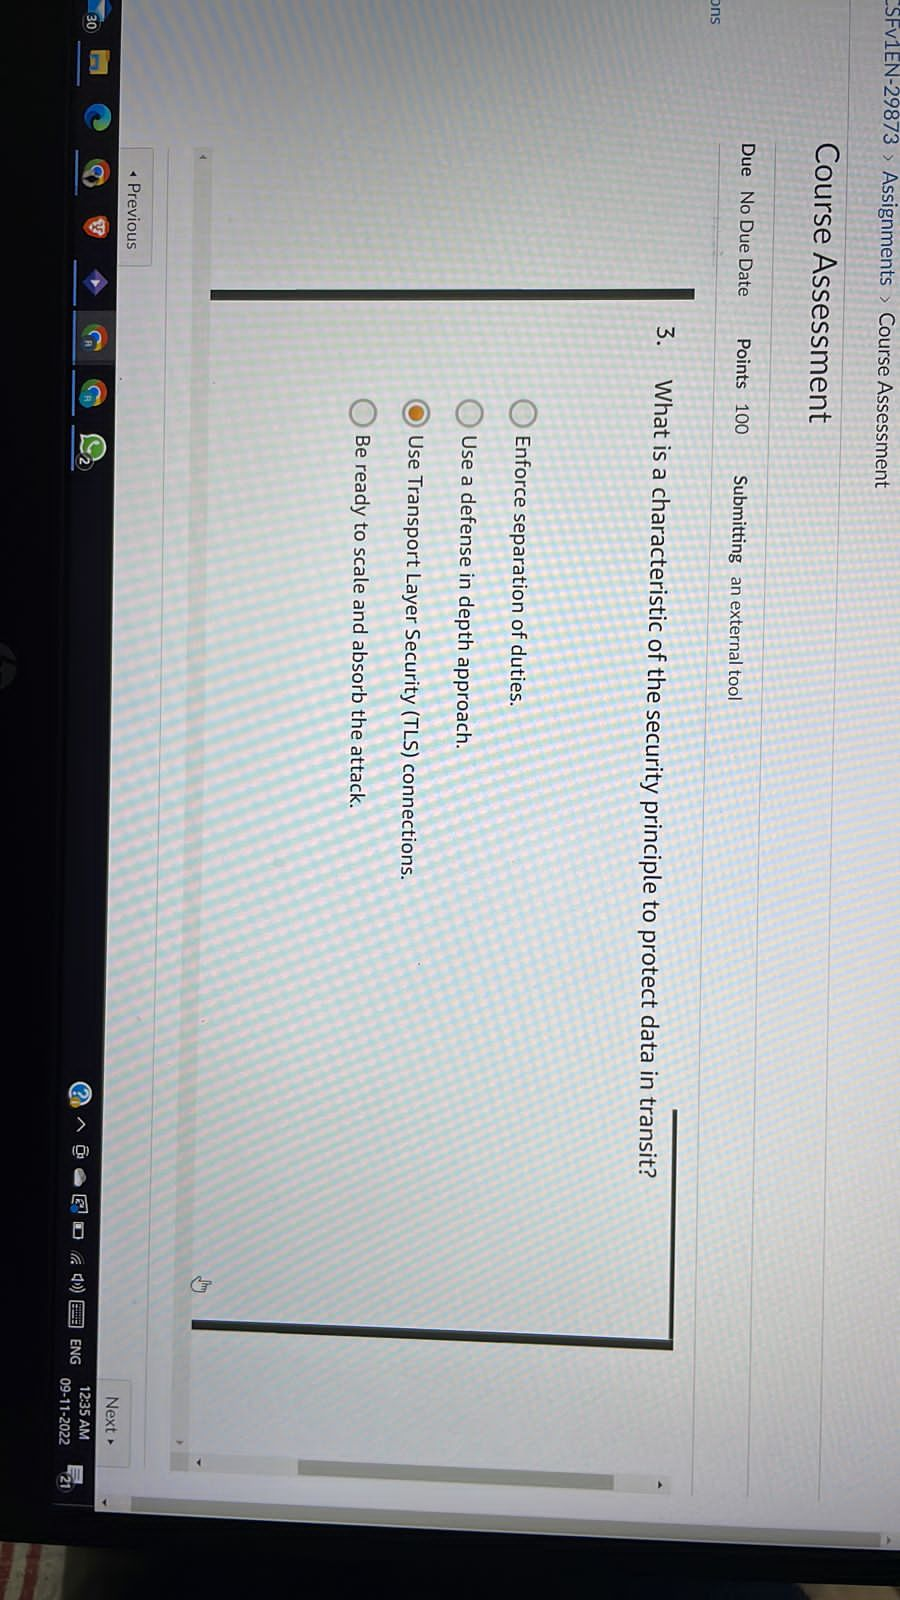 CSFv1EN-29873 > Assignments > Course Assessment
ons
Course Assessment
Due No Due Date Points 100 Submitting an external tool
3. What is a characteristic of the security principle to protect data in transit?
Enforce separation of duties.
Use a defense in depth approach.
Use Transport Layer Security (TLS) connections.
Be ready to scale and absorb the attack.
◂ Previous
Next ▸
30
2
ENG
12:35 AM
09-11-2022
21